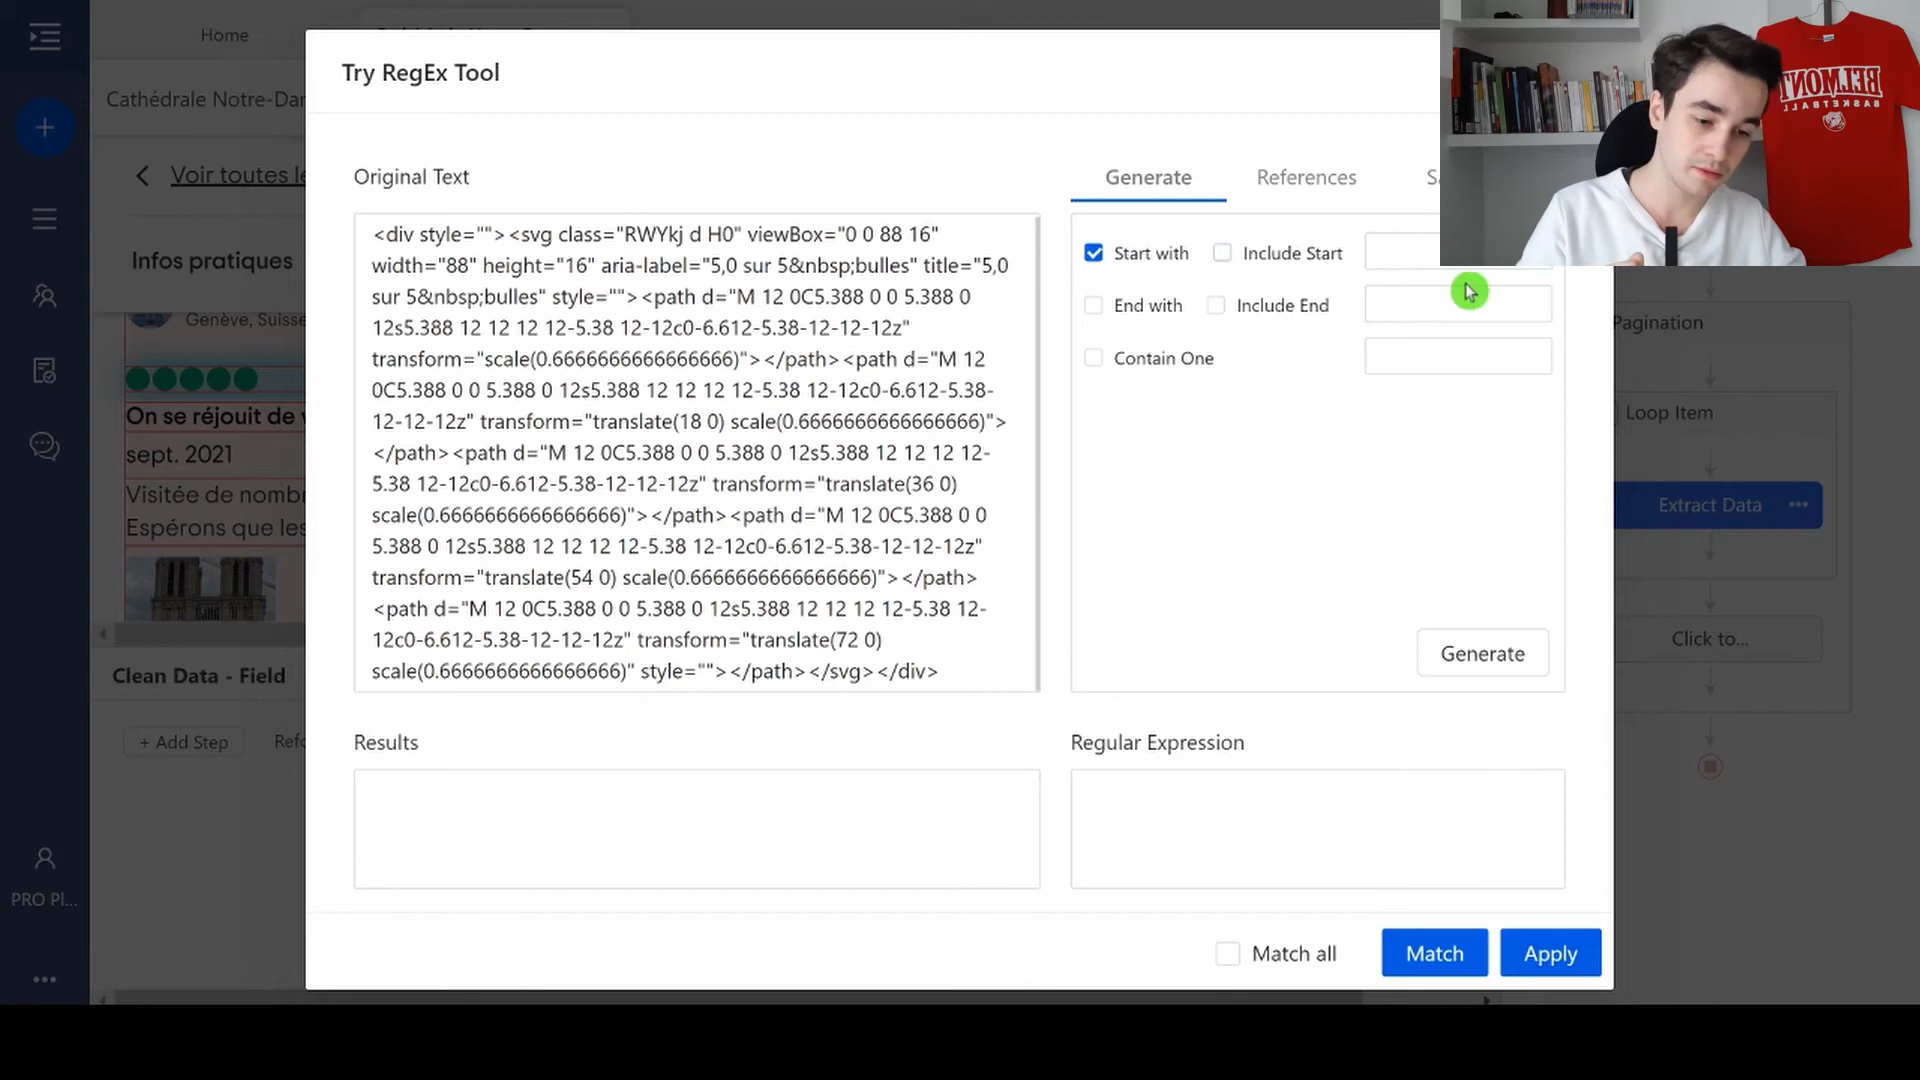 Home
Try RegEx Tool
Cathédrale Notre-Dar
Voir toutes le
Infos pratiques
Genève, Suisse
On se réjouit de v
sept. 2021
Visitée de nombr
Espérons que les
Clean Data - Field
+ Add Step
PRO Pl...
Original Text
<div style=""><svg class="RWYkj d H0" viewBox="0 0 88 16"
width="88" height="16" aria-label="5,0 sur 5&nbsp;bulles" title="5,0
sur 5&nbsp;bulles" style=""><path d="M 12 0C5.388 0 0 5.388 0
12s5.388 12 12 12 12-5.38 12-12c0-6.612-5.38-12-12-12z"
transform="scale(0.6666666666666666)"></path><path d="M 12
0C5.388 0 0 5.388 0 12s5.388 12 12 12 12-5.38 12-12c0-6.612-5.38-
12-12-12z" transform="translate(18 0) scale(0.6666666666666666)">
</path><path d="M 12 0C5.388 0 0 5.388 0 12s5.388 12 12 12 12-
5.38 12-12c0-6.612-5.38-12-12-12z" transform="translate(36 0)
scale(0.6666666666666666)"></path><path d="M 12 0C5.388 0 0
5.388 0 12s5.388 12 12 12 12-5.38 12-12c0-6.612-5.38-12-12-12z"
transform="translate(54 0) scale(0.6666666666666666)"></path>
<path d="M 12 0C5.388 0 0 5.388 0 12s5.388 12 12 12 12-5.38 12-
12c0-6.612-5.38-12-12-12z" transform="translate(72 0)
scale(0.6666666666666666)" style=""></path></svg></div>
Generate
References
Start with
Include Start
End with
Include End
Contain One
Generate
Results
Regular Expression
Match all
Match
Apply
Pagination
Loop Item
Extract Data
Click to...
BELMONT
BASKETBALL